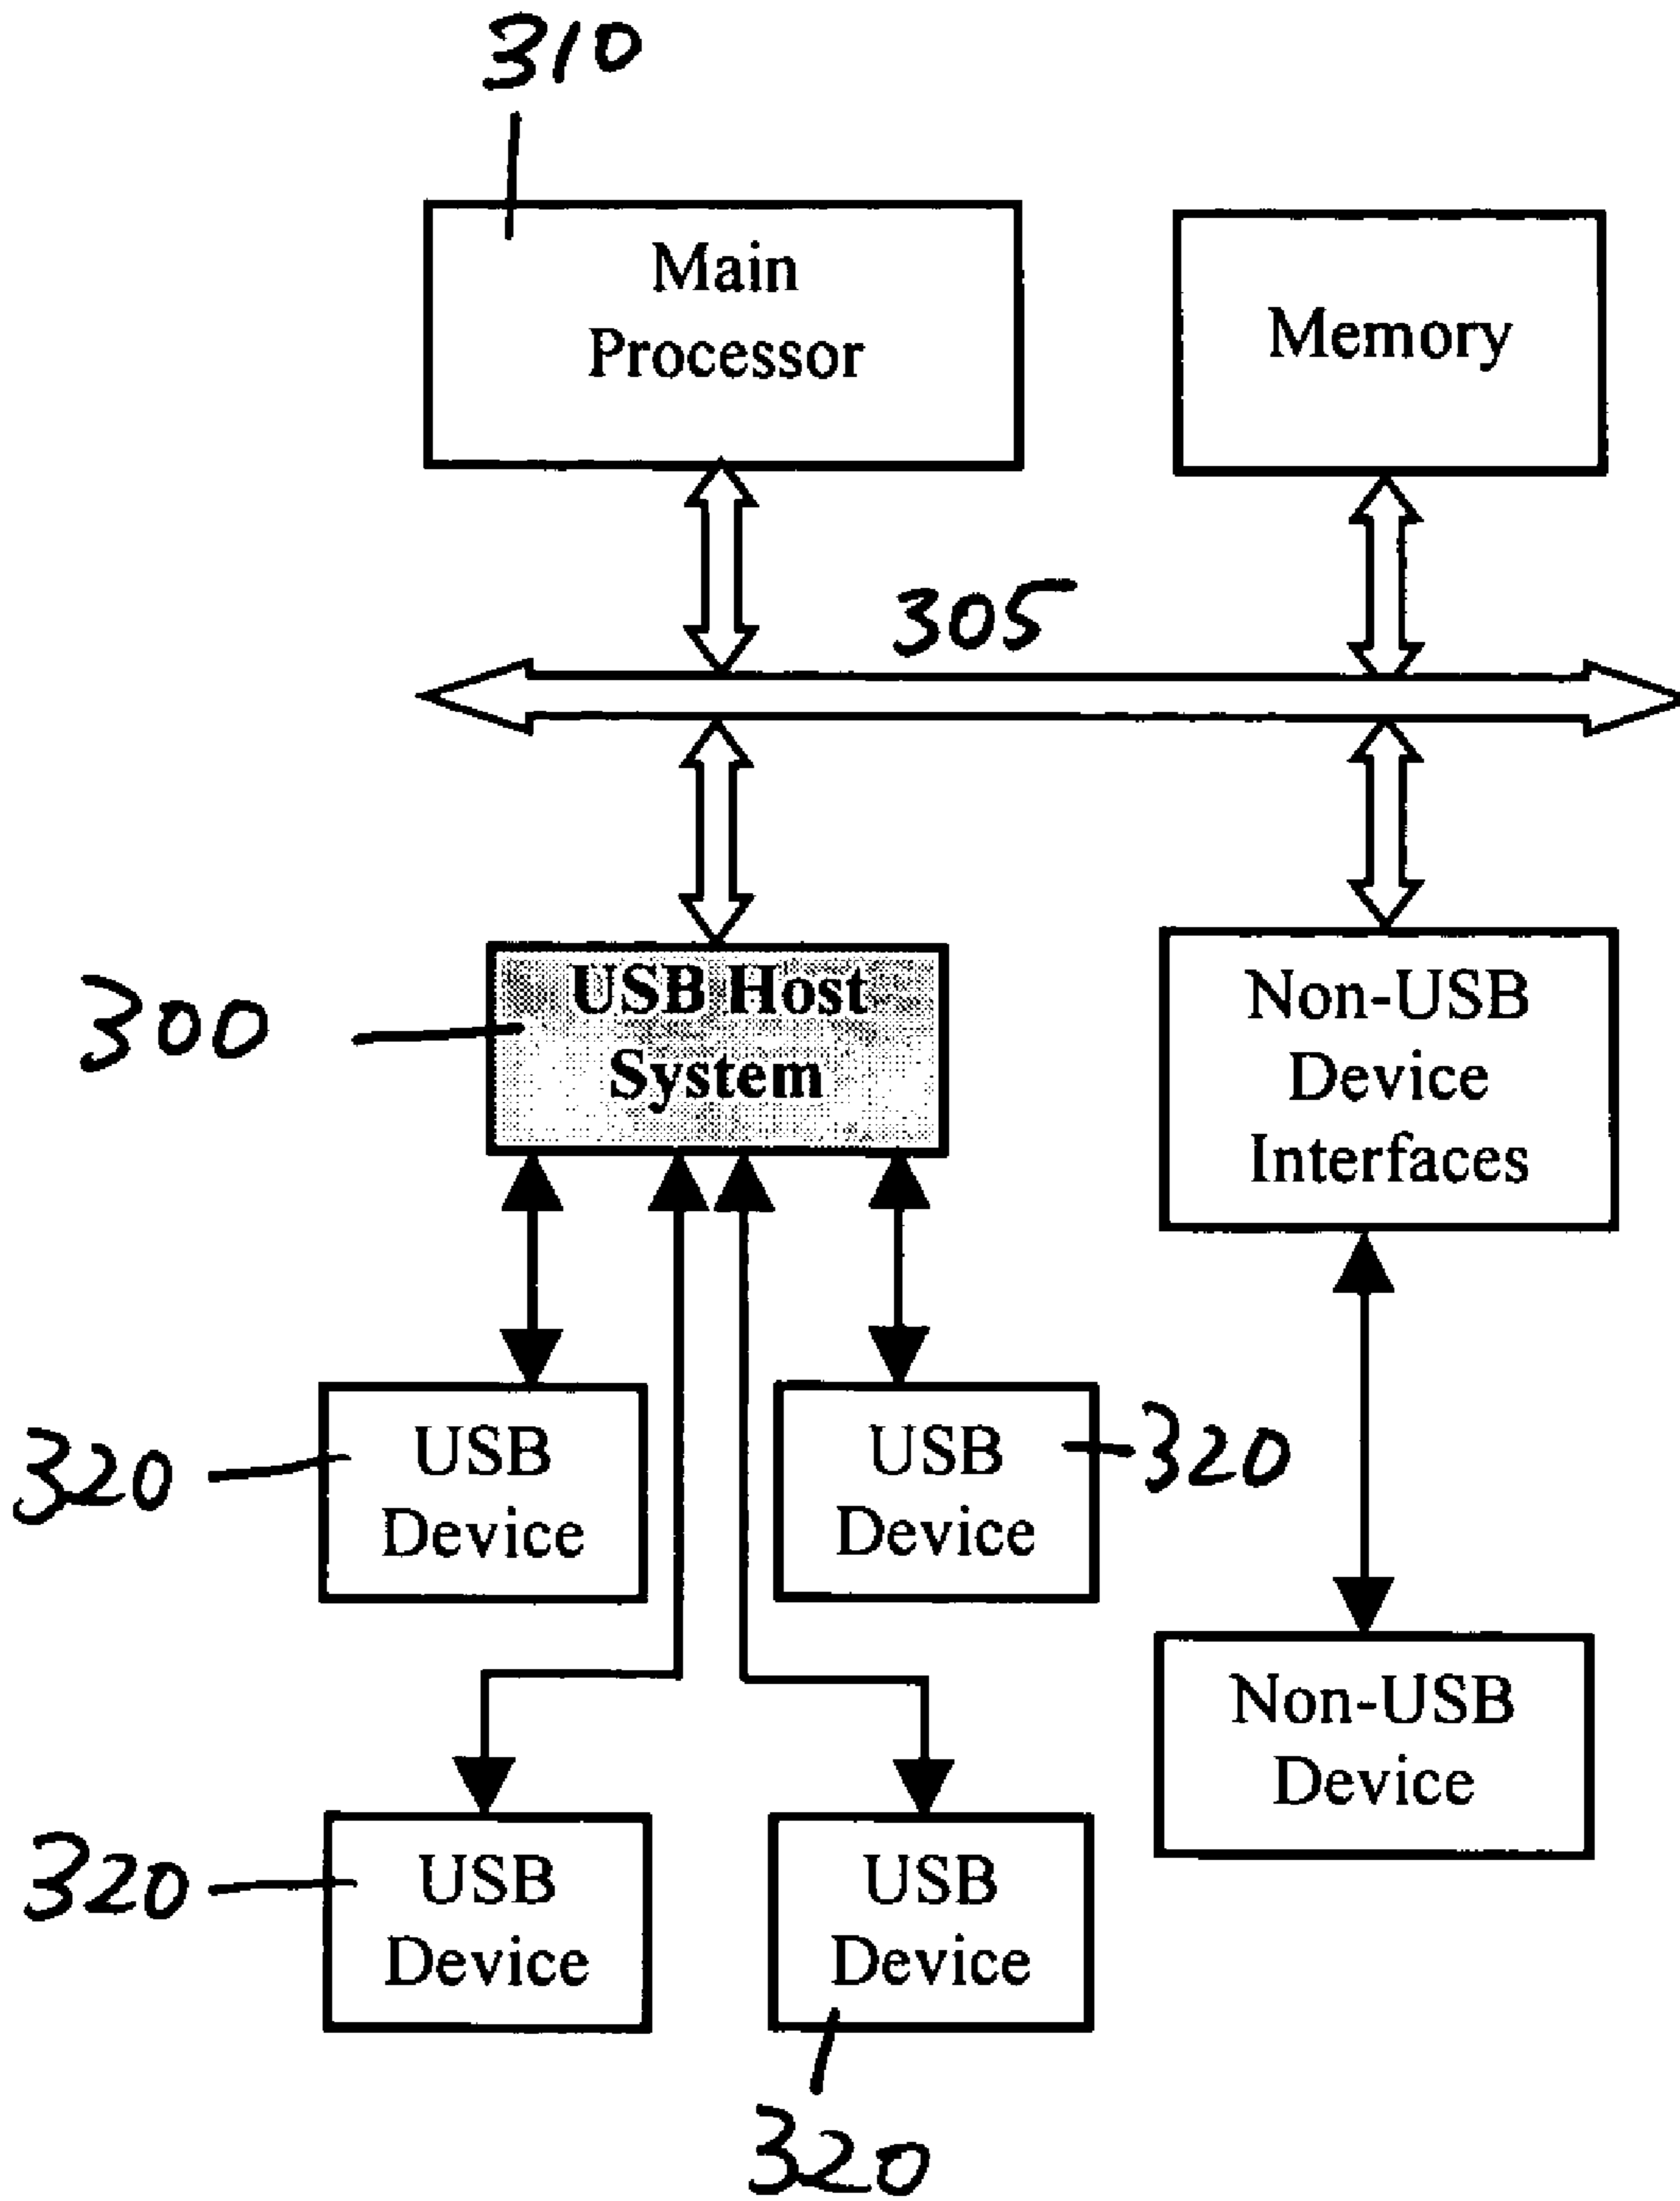 310
Main
Processor
Memory
305
300
USB Host
System
Non-USB
Device
Interfaces
320
USB
Device
USB
Device
320
Non-USB
Device
320
USB
Device
USB
Device
320